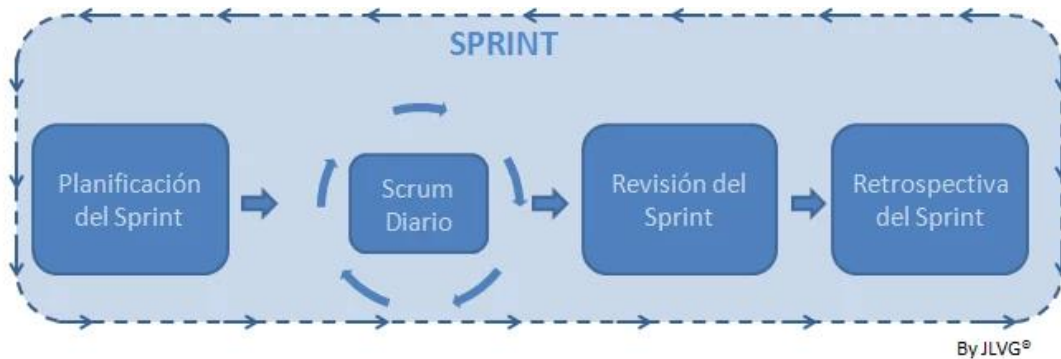 SPRINT
Planificación
del Sprint
Scrum
Diario
Revisión del
Sprint
Retrospectiva
del Sprint
By JLVG®